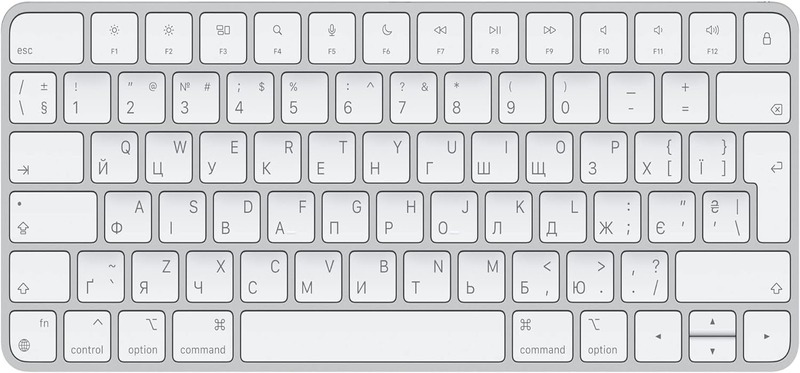 esc F1 F2 F3 F4 F5 F6 F7 F8 F9 F10 F11 F12
/ ± \ § ! 1 " @ 2 № # 3 ; $ 4 % 5 : ^ 6 ? & 7 * 8 ( 9 ) 0 _ - + =
Q Й W Ц E У R К T Е Y Н U Г I Ш O Щ P З { Х [ } Ї ]
A Ф S І D В F А G П H Р J О K Л L Д : Ж ; " Є ' ₴ | ' \
~ Ґ ` Z Я X Ч C С V М B И N Т M Ь < Б , > Ю . , ? . /
fn control option command command option